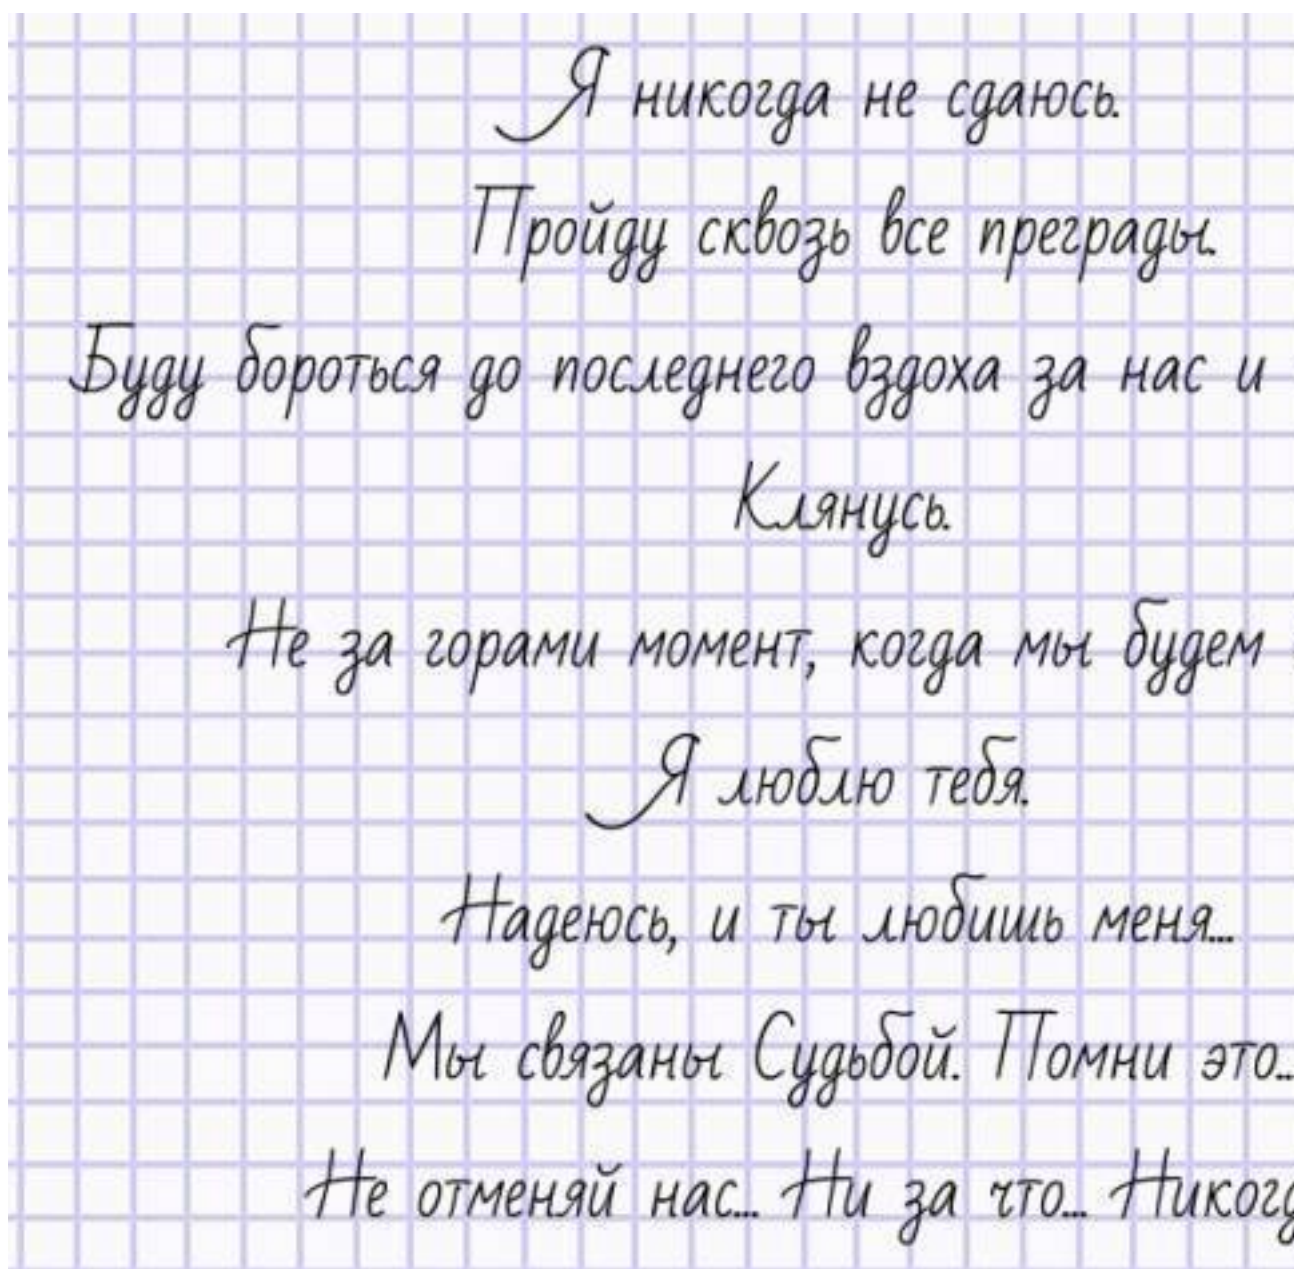 Я никогда не сдаюсь.
Пройду сквозь все преграды.
Буду бороться до последнего вздоха за нас и
Клянусь.
Не за горами момент, когда мы будем
Я люблю тебя.
Надеюсь, и ты любишь меня...
Мы связаны Судьбой. Помни это...
Не отменяй нас... Ни за что...